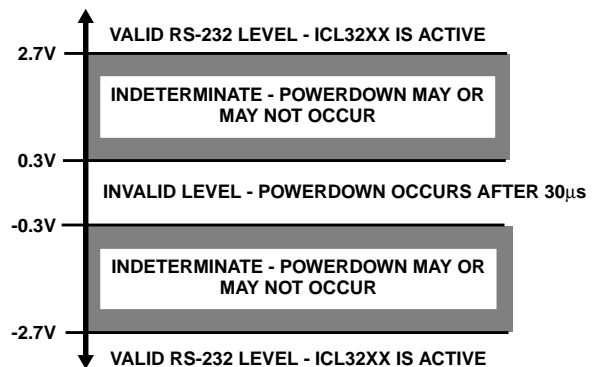 VALID RS-232 LEVEL - ICL32XX IS ACTIVE
2.7V
INDETERMINATE - POWERDOWN MAY OR
MAY NOT OCCUR
0.3V
INVALID LEVEL - POWERDOWN OCCURS AFTER 30μs
-0.3V
INDETERMINATE - POWERDOWN MAY OR
MAY NOT OCCUR
-2.7V
VALID RS-232 LEVEL - ICL32XX IS ACTIVE